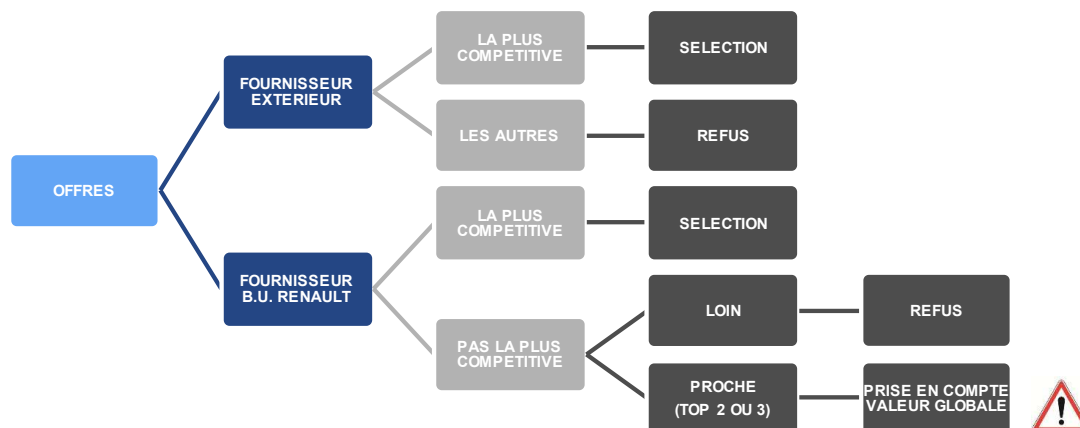 OFFRES
FOURNISSEUR
EXTERIEUR
LA PLUS
COMPETITIVE
SELECTION
LES AUTRES
REFUS
FOURNISSEUR
B.U. RENAULT
LA PLUS
COMPETITIVE
SELECTION
PAS LA PLUS
COMPETITIVE
LOIN
REFUS
PROCHE
(TOP 2 OU 3)
PRISE EN COMPTE
VALEUR GLOBALE